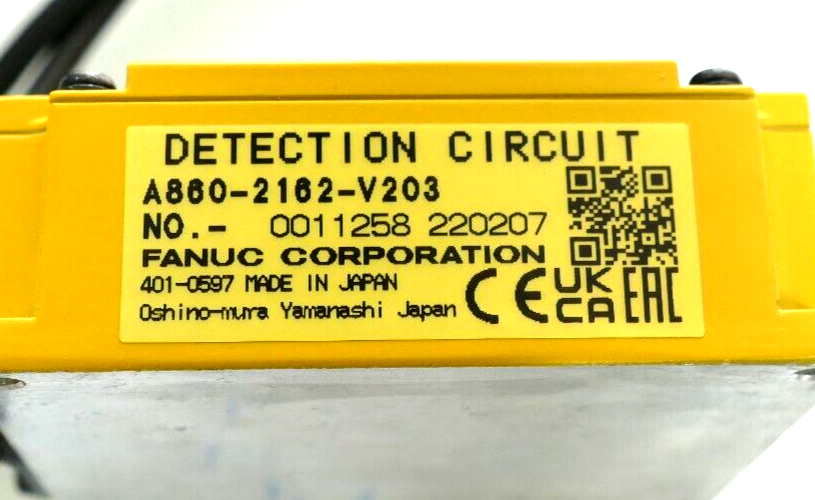 DETECTION CIRCUIT
A860-2162-V203
NO.- 0011258 220207
FANUC CORPORATION
401-0597 MADE IN JAPAN
Oshino-mura Yamanashi Japan
CE UK CA EAC